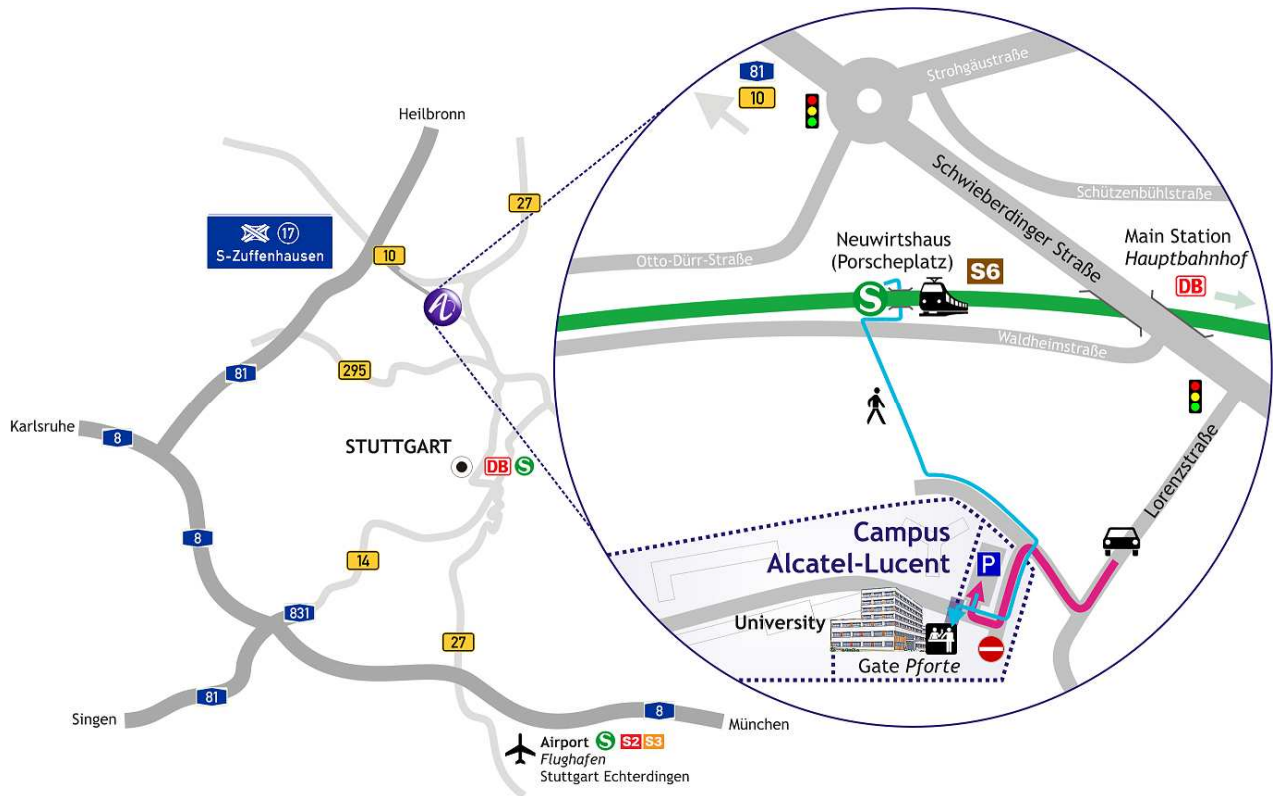 Heilbronn
27
17
S-Zuffenhausen
10
81
295
Karlsruhe
8
STUTTGART
DB S
8
14
831
27
81
Singen
8
München
Airport S S2 S3
Flughafen
Stuttgart Echterdingen
81
10
Strohgäustraße
Schwieberdinger Straße
Schützenbühlstraße
Otto-Dürr-Straße
Neuwirtshaus
(Porscheplatz)
S6
S
Main Station
Hauptbahnhof
DB
Waldheimstraße
Lorenzstraße
Campus
Alcatel-Lucent
P
University
Gate Pforte